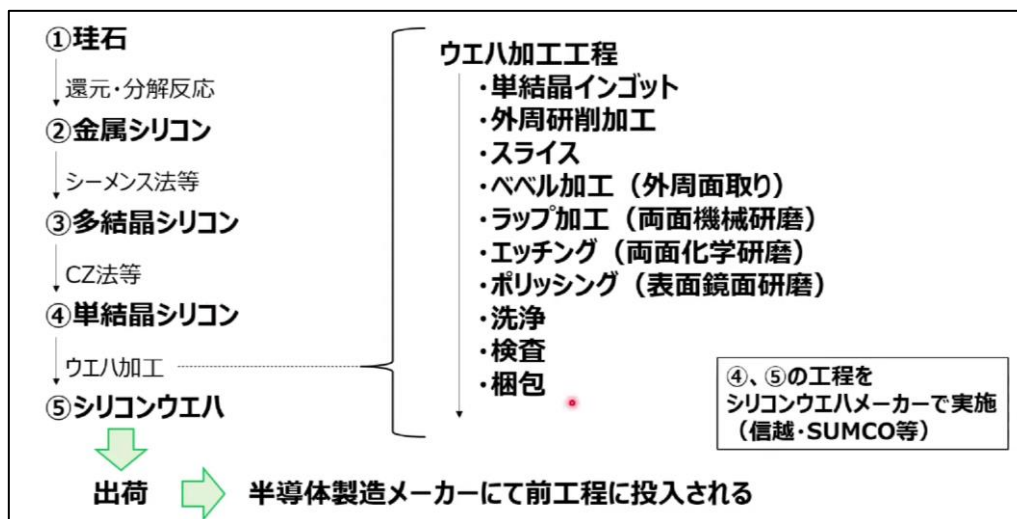 ①珪石
還元・分解反応
②金属シリコン
シーメンス法等
③多結晶シリコン
CZ法等
④単結晶シリコン
ウエハ加工
⑤シリコンウエハ
出荷
半導体製造メーカーにて前工程に投入される
ウエハ加工工程
・単結晶インゴット
・外周研削加工
・スライス
・ベベル加工（外周面取り）
・ラップ加工（両面機械研磨）
・エッチング（両面化学研磨）
・ポリッシング（表面鏡面研磨）
・洗浄
・検査
・梱包
④、⑤の工程を
シリコンウエハメーカーで実施
（信越・SUMCO等）